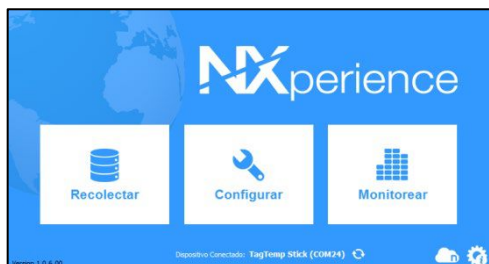 NXperience
Recolectar
Configurar
Monitorear
Dispositivo Conectado: TagTemp Stick (COM24)
Version 1.0.6.00